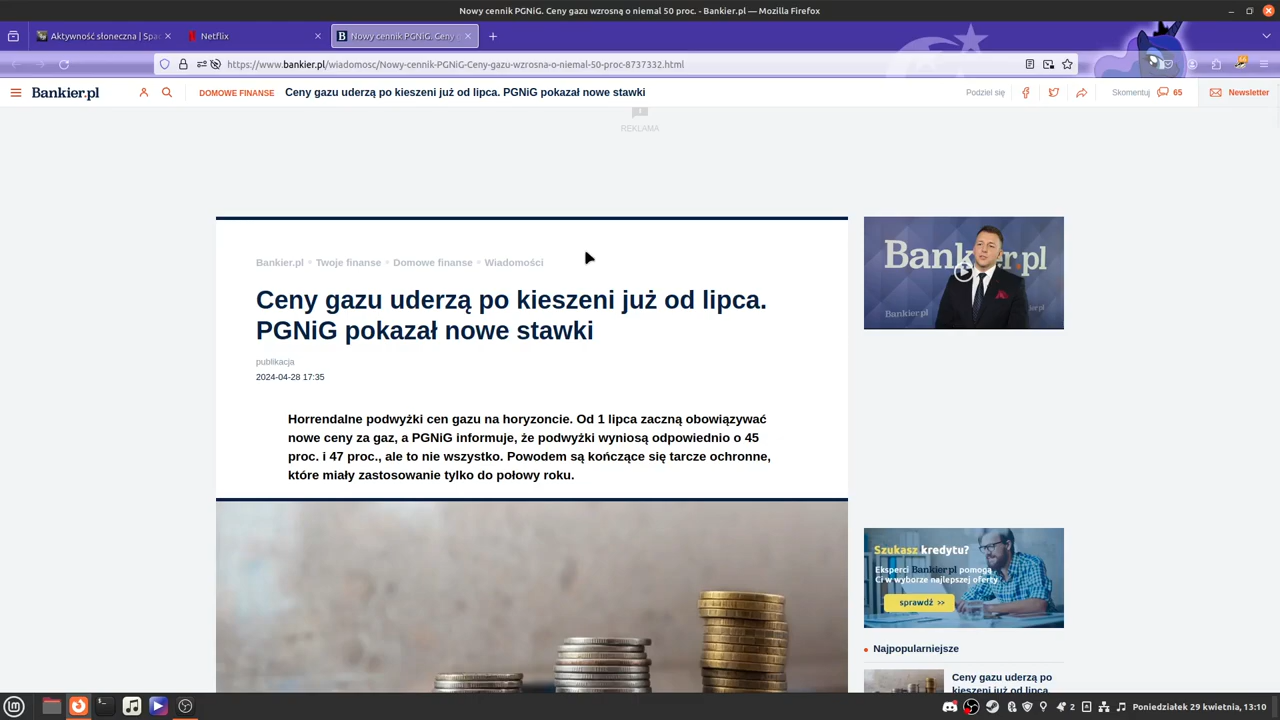 Nowy cennik PGNiG. Ceny gazu wzrosną o niemal 50 proc. - Bankier.pl — Mozilla Firefox
Aktywność słoneczna | Spac
Netflix
Nowy cennik PGNiG. Ceny g
https://www.bankier.pl/wiadomosc/Nowy-cennik-PGNiG-Ceny-gazu-wzrosna-o-niemal-50-proc-8737332.html
Bankier.pl
DOMOWE FINANSE
Ceny gazu uderzą po kieszeni już od lipca. PGNiG pokazał nowe stawki
Podziel się
Skomentuj 65
Newsletter
REKLAMA
Bankier.pl Twoje finanse Domowe finanse Wiadomości
Ceny gazu uderzą po kieszeni już od lipca.
PGNiG pokazał nowe stawki
publikacja
2024-04-28 17:35
Horrendalne podwyżki cen gazu na horyzoncie. Od 1 lipca zaczną obowiązywać
nowe ceny za gaz, a PGNiG informuje, że podwyżki wyniosą odpowiednio o 45
proc. i 47 proc., ale to nie wszystko. Powodem są kończące się tarcze ochronne,
które miały zastosowanie tylko do połowy roku.
Bankier.pl
Bankier.pl
Szukasz kredytu?
Eksperci Bankier.pl pomogą
Ci w wyborze najlepszej oferty
sprawdź >>
Najpopularniejsze
Ceny gazu uderzą po
kieszeni już od lipca
2
Poniedziałek 29 kwietnia, 13:10